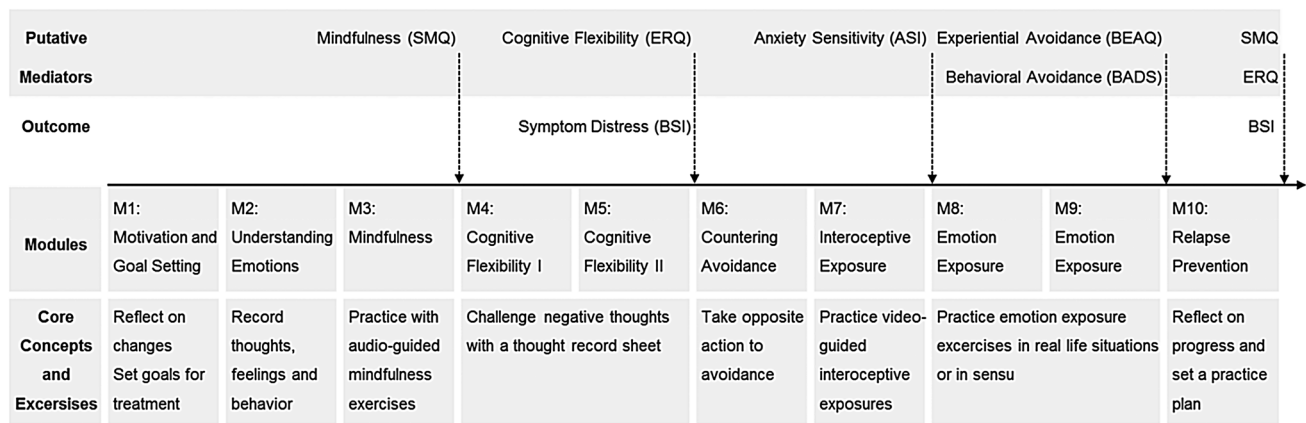 Putative
Mediators
Mindfulness (SMQ)
Cognitive Flexibility (ERQ)
Anxiety Sensitivity (ASI)
Experiential Avoidance (BEAQ)
Behavioral Avoidance (BADS)
SMQ
ERQ
Outcome
Symptom Distress (BSI)
BSI
Modules
M1:
Motivation and
Goal Setting
M2:
Understanding
Emotions
M3:
Mindfulness
M4:
Cognitive
Flexibility I
M5:
Cognitive
Flexibility II
M6:
Countering
Avoidance
M7:
Interoceptive
Exposure
M8:
Emotion
Exposure
M9:
Emotion
Exposure
M10:
Relapse
Prevention
Core
Concepts
and
Excersises
Reflect on
changes
Set goals for
treatment
Record
thoughts,
feelings and
behavior
Practice with
audio-guided
mindfulness
exercises
Challenge negative thoughts
with a thought record sheet
Take opposite
action to
avoidance
Practice video-
guided
interoceptive
exposures
Practice emotion exposure
excercises in real life situations
or in sensu
Reflect on
progress and
set a practice
plan